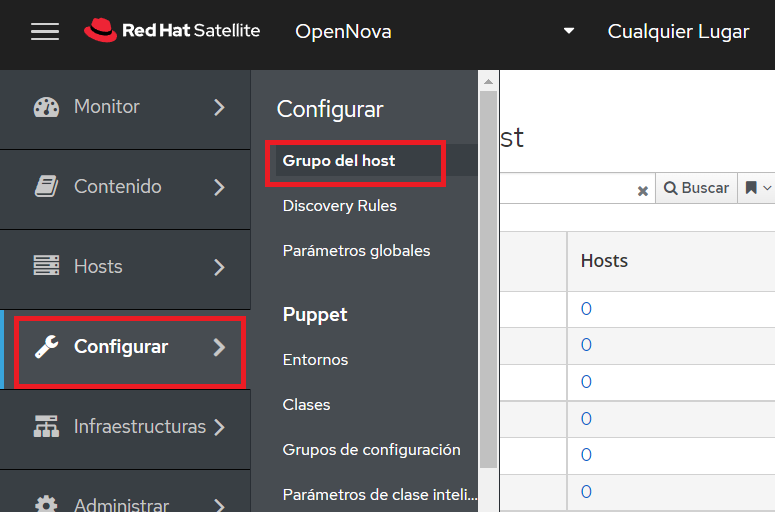 Red Hat Satellite OpenNova Cualquier Lugar
Monitor
Contenido
Hosts
Configurar
Infraestructuras
Administrar
Configurar
Grupo del host
Discovery Rules
Parámetros globales
Puppet
Entornos
Clases
Grupos de configuración
Parámetros de clase inteli...
st
Buscar
Hosts
0
0
0
0
0
0